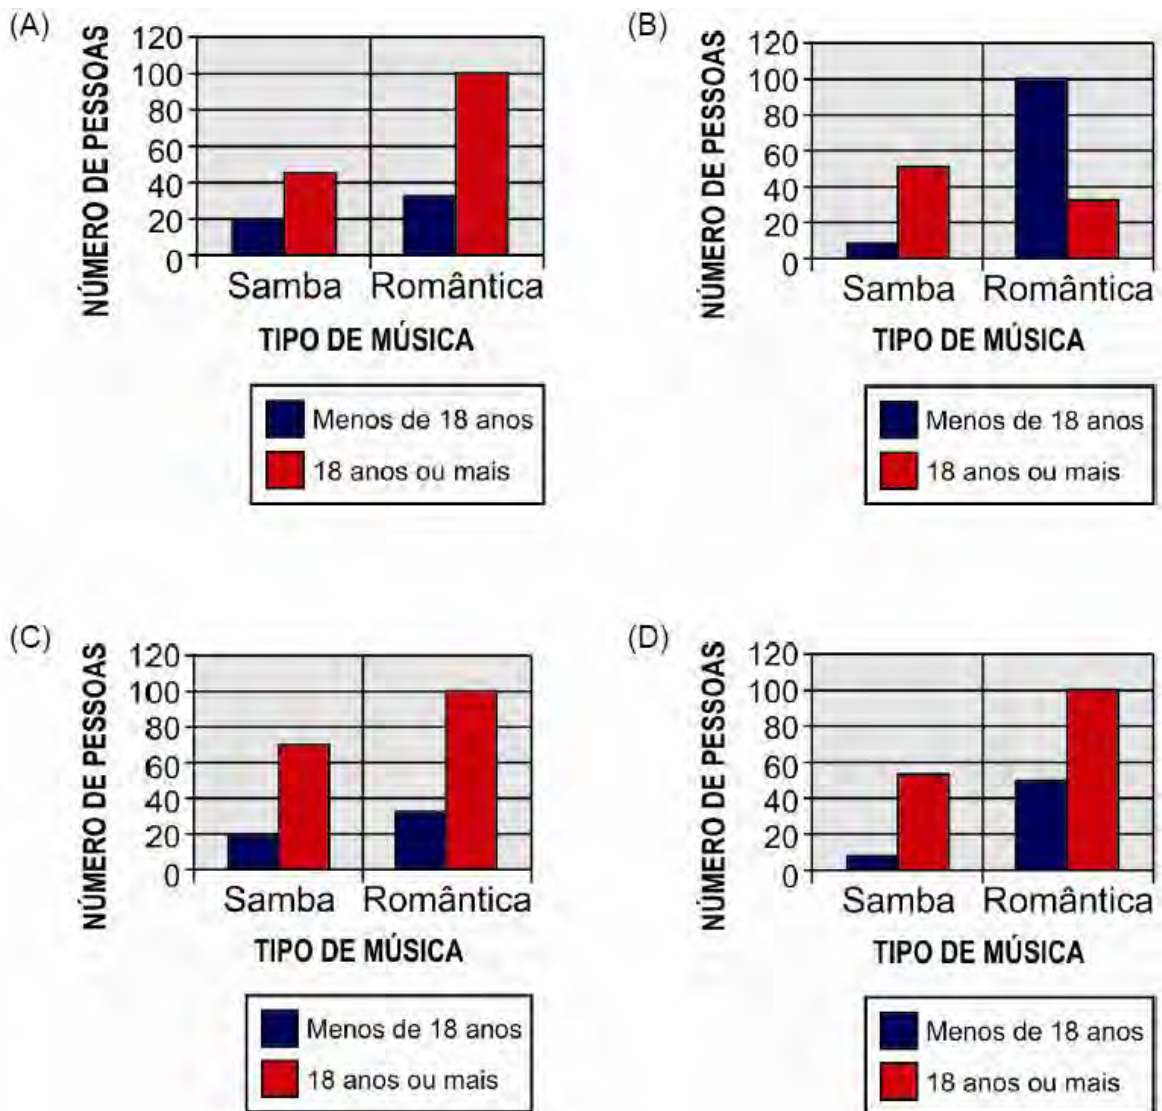 (A)
NÚMERO DE PESSOAS
120
100
80
60
40
20
0
Samba Romântica
TIPO DE MÚSICA
Menos de 18 anos
18 anos ou mais
(B)
NÚMERO DE PESSOAS
120
100
80
60
40
20
0
Samba Romântica
TIPO DE MÚSICA
Menos de 18 anos
18 anos ou mais
(C)
NÚMERO DE PESSOAS
120
100
80
60
40
20
0
Samba Romântica
TIPO DE MÚSICA
Menos de 18 anos
18 anos ou mais
(D)
NÚMERO DE PESSOAS
120
100
80
60
40
20
0
Samba Romântica
TIPO DE MÚSICA
Menos de 18 anos
18 anos ou mais